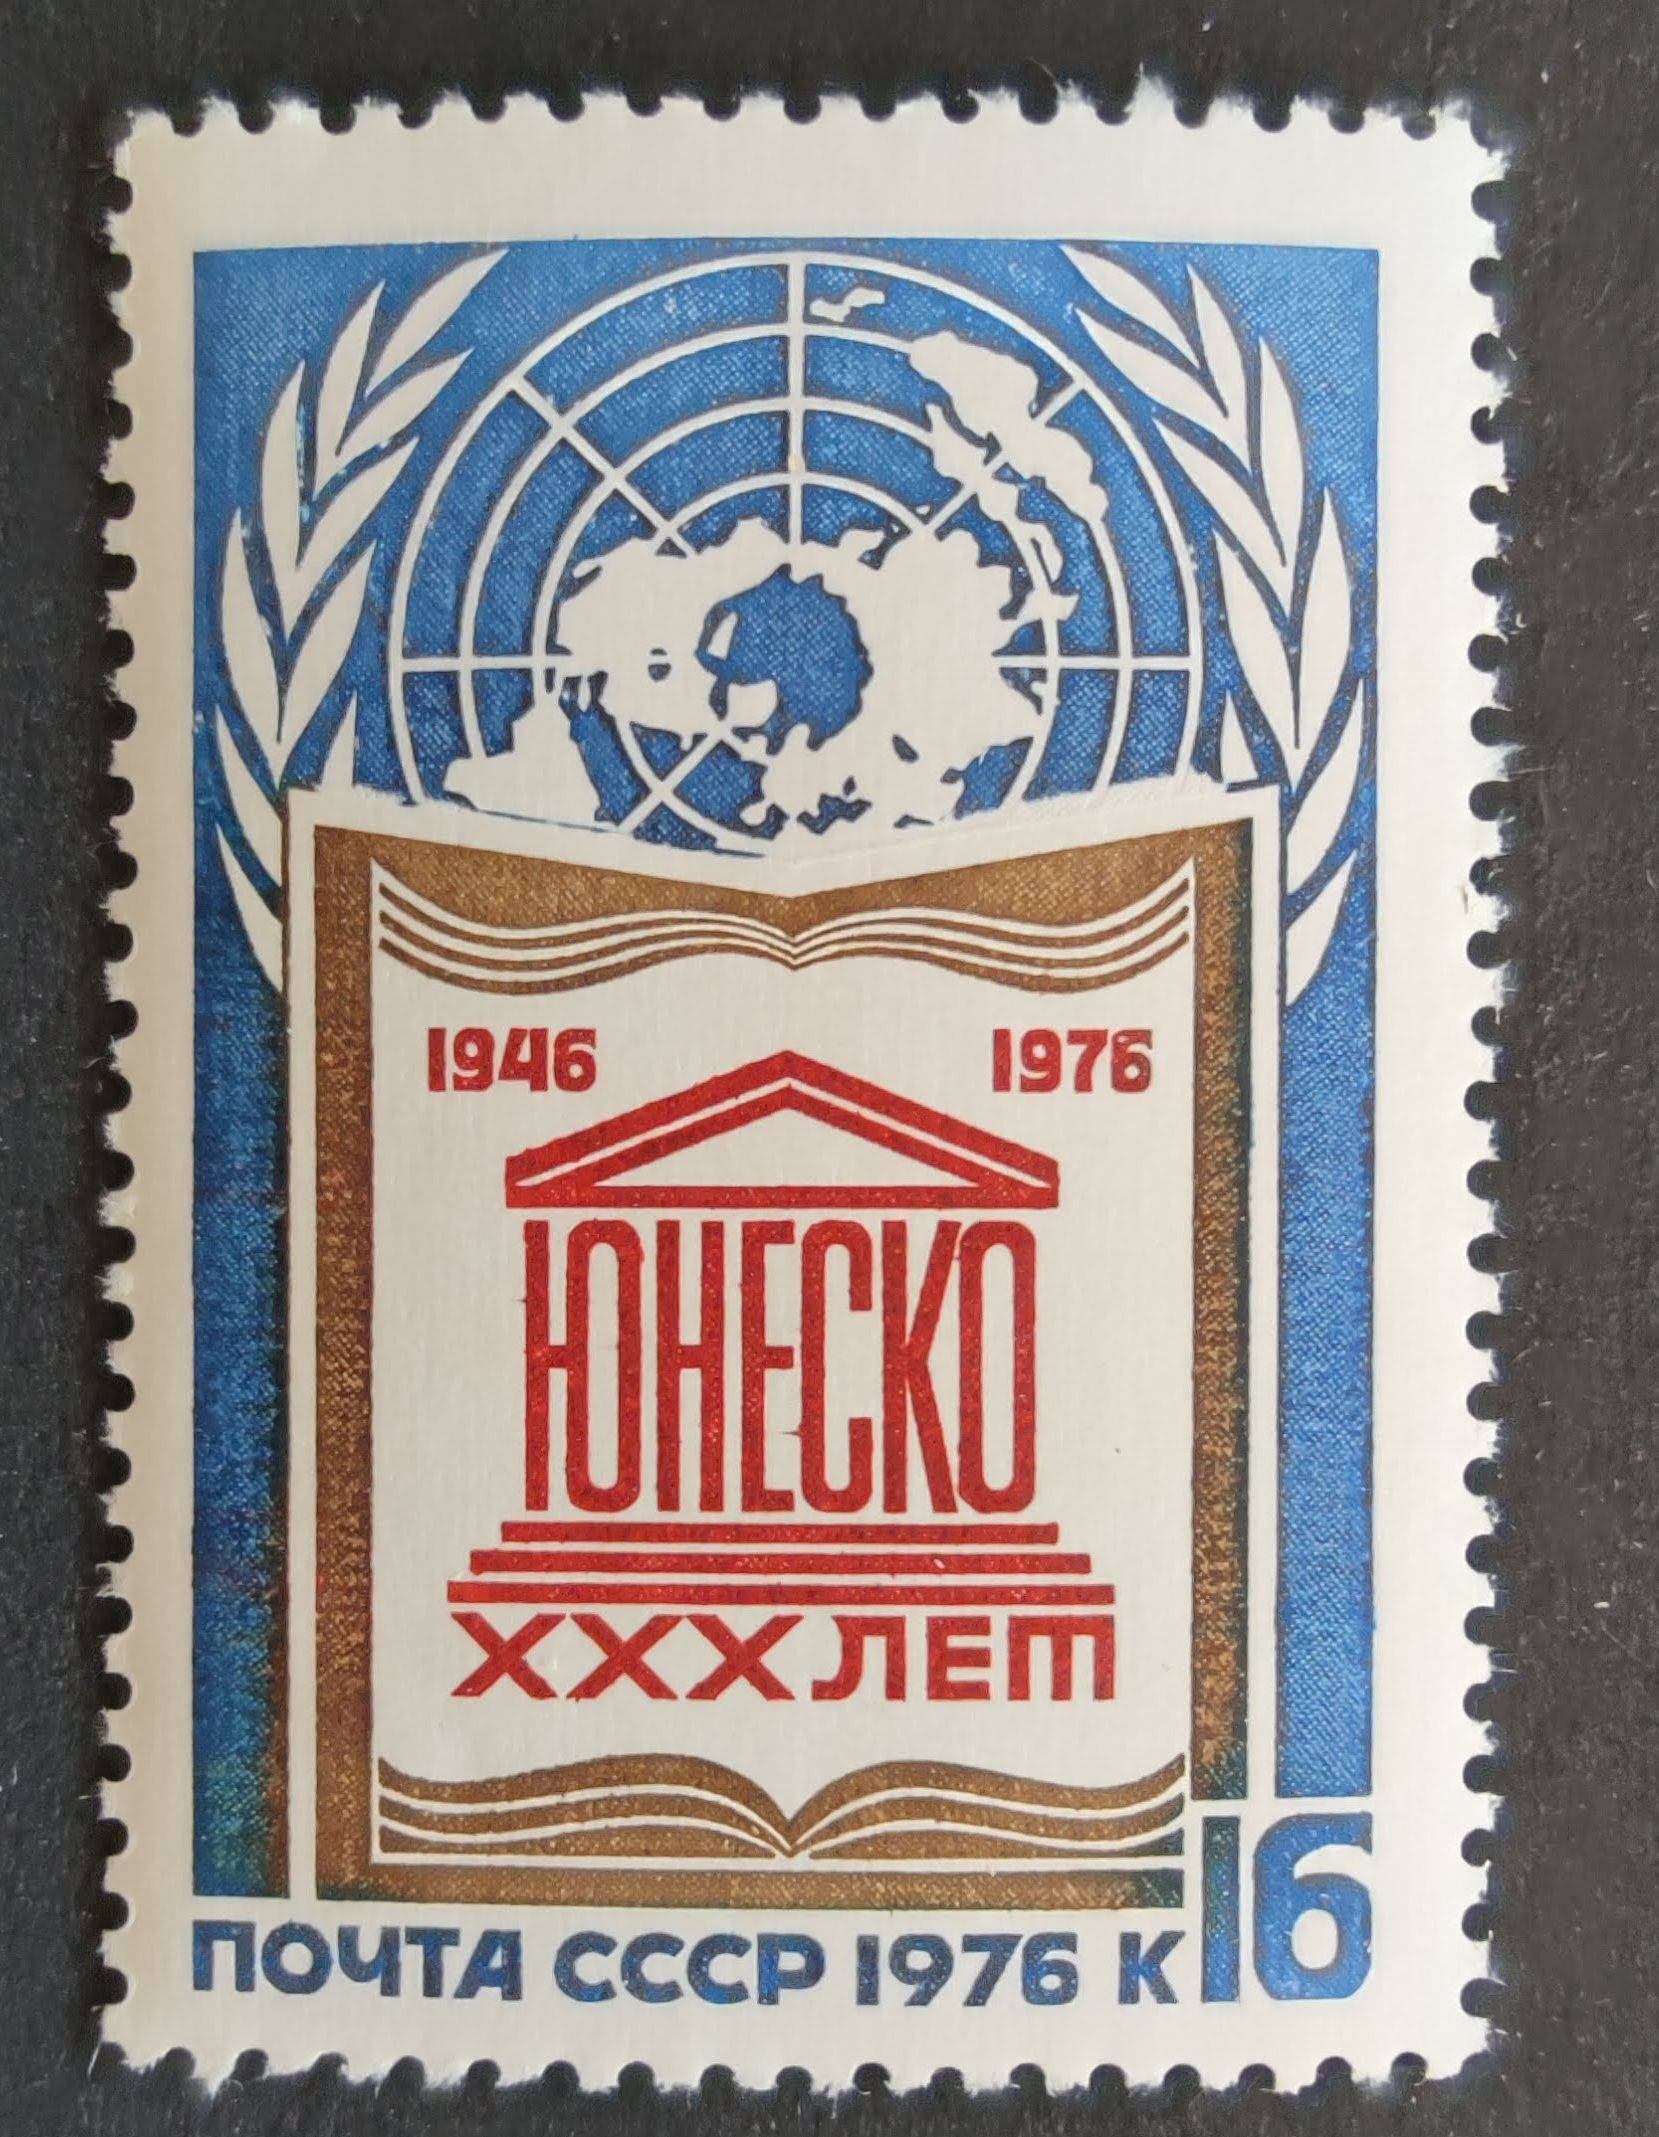 1946 1976
ЮНЕСКО
XXX ЛЕТ
ПОЧТА СССР 1976 К 16